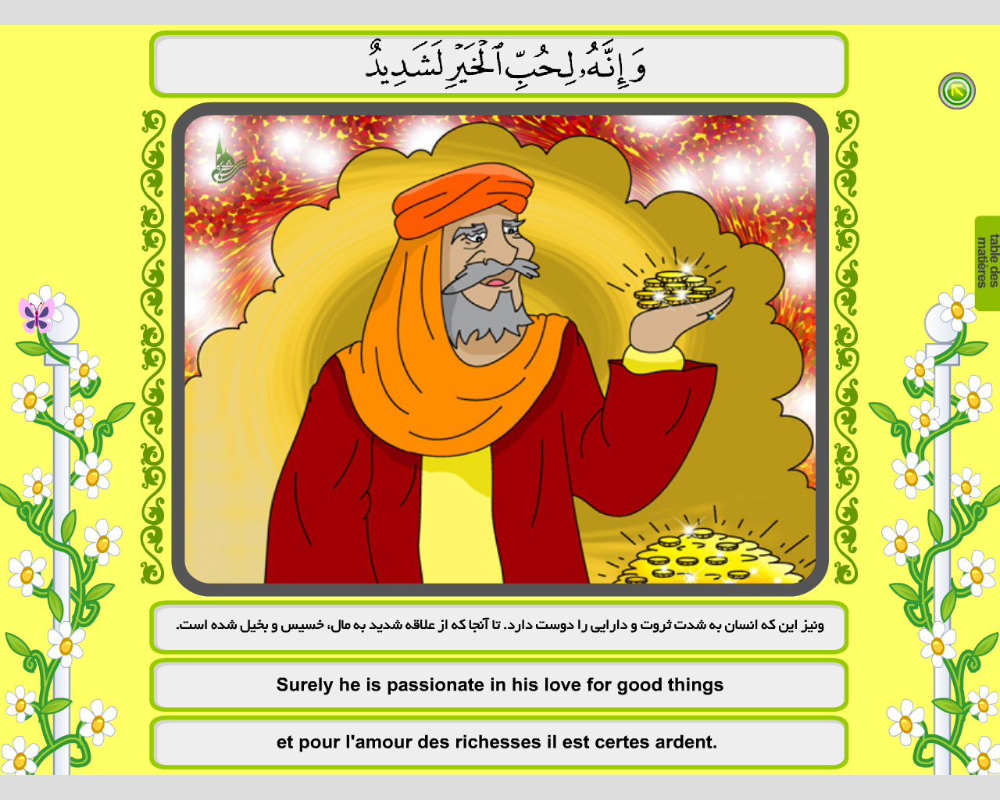 وَإِنَّهُۥ لِحُبِّ ٱلْخَيْرِ لَشَدِيدٌ
table des
matières
ونیز این که انسان به شدت ثروت و دارایی را دوست دارد. تا آنجا که از علاقه شدید به مال، خسیس و بخیل شده است.
Surely he is passionate in his love for good things
et pour l'amour des richesses il est certes ardent.